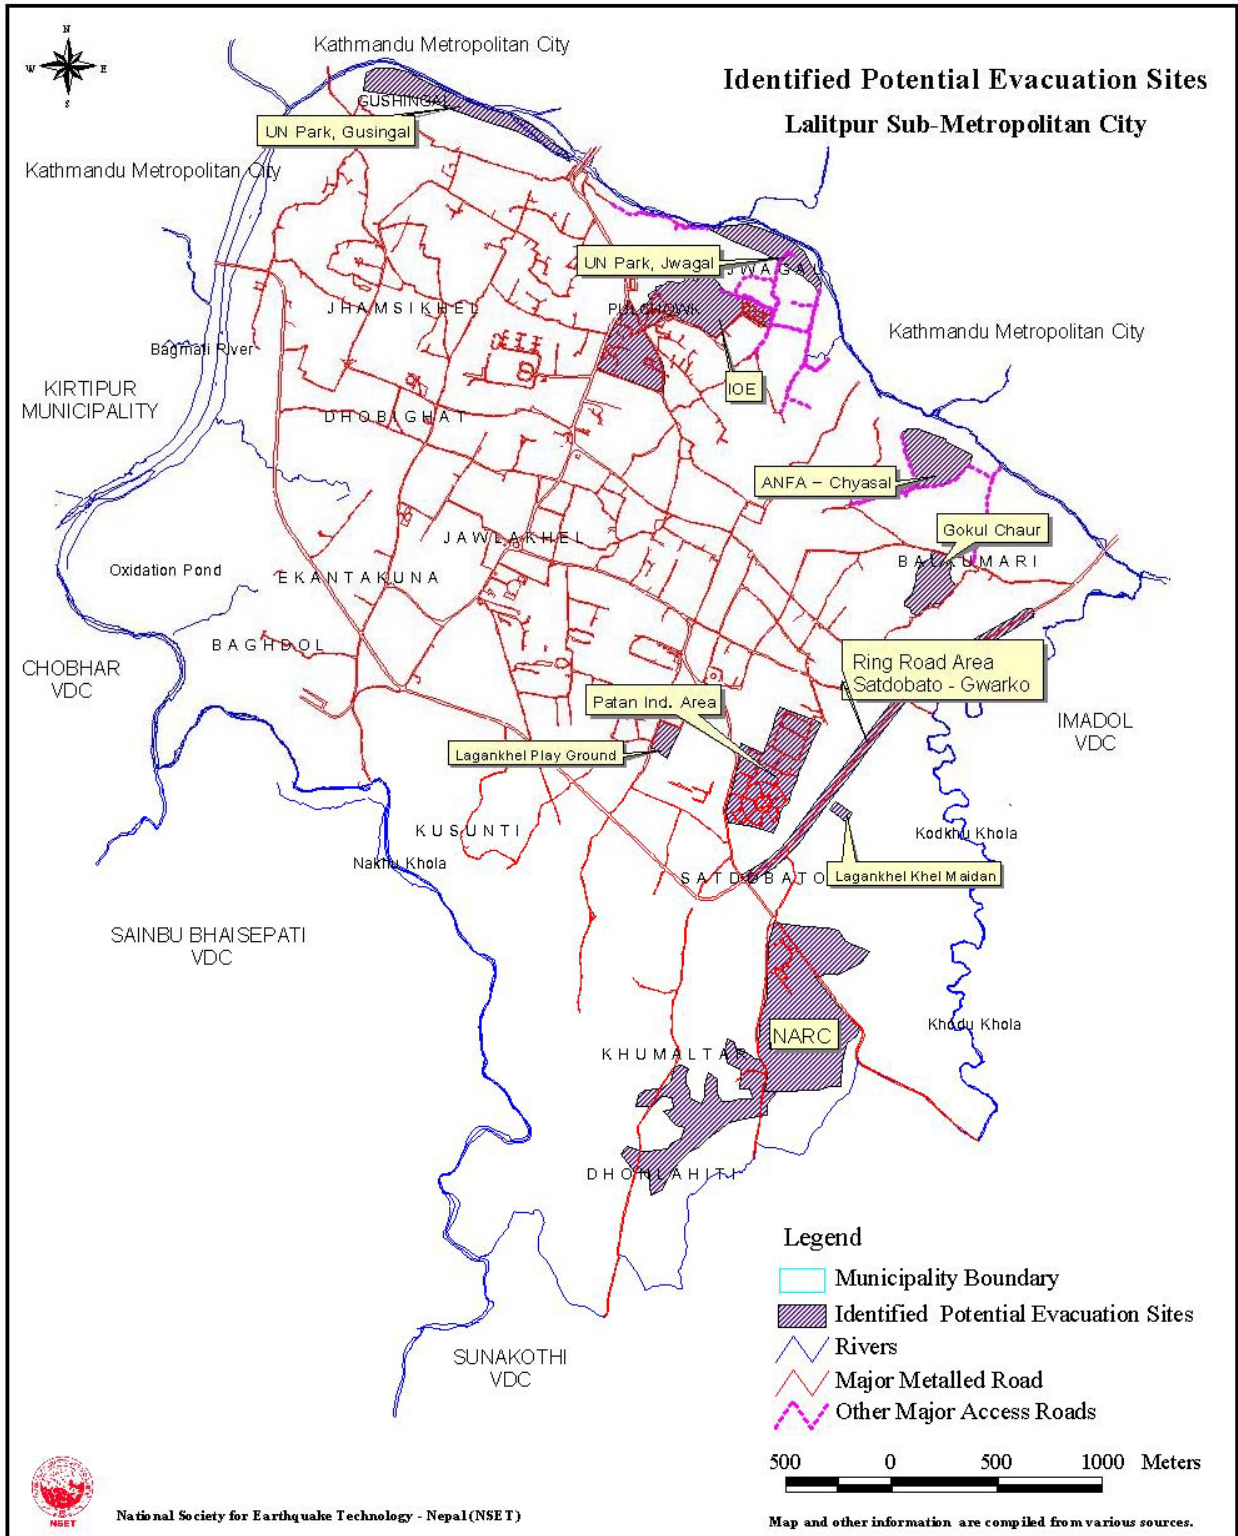 N
W
E
S
Kathmandu Metropolitan City
Identified Potential Evacuation Sites
Lalitpur Sub-Metropolitan City
GUSHINGAL
UN Park, Gusingal
Kathmandu Metropolitan City
UN Park, Jwagal
JWAGAL
JHAMSIKHEL
PULCHOWK
Kathmandu Metropolitan City
Bagmati River
KIRTIPUR
MUNICIPALITY
IOE
DHOBIGHAT
ANFA – Chyasal
Gokul Chaur
JAWLAKHEL
BALKUMARI
Oxidation Pond
EKANTAKUNA
BAGHDOL
Ring Road Area
Satdobato - Gwarko
CHOBHAR
VDC
Patan Ind. Area
IMADOL
VDC
Lagankhel Play Ground
KUSUNTI
Kodkhu Khola
Nakhu Khola
SATDOBATO
Lagankhel Khel Maidan
SAINBU BHAISEPATI
VDC
Khodu Khola
NARC
KHUMALTAR
DHONLAHITI
Legend
Municipality Boundary
Identified Potential Evacuation Sites
Rivers
Major Metalled Road
Other Major Access Roads
SUNAKOTHI
VDC
500 0 500 1000 Meters
NSET
National Society for Earthquake Technology - Nepal (NSET)
Map and other information are compiled from various sources.